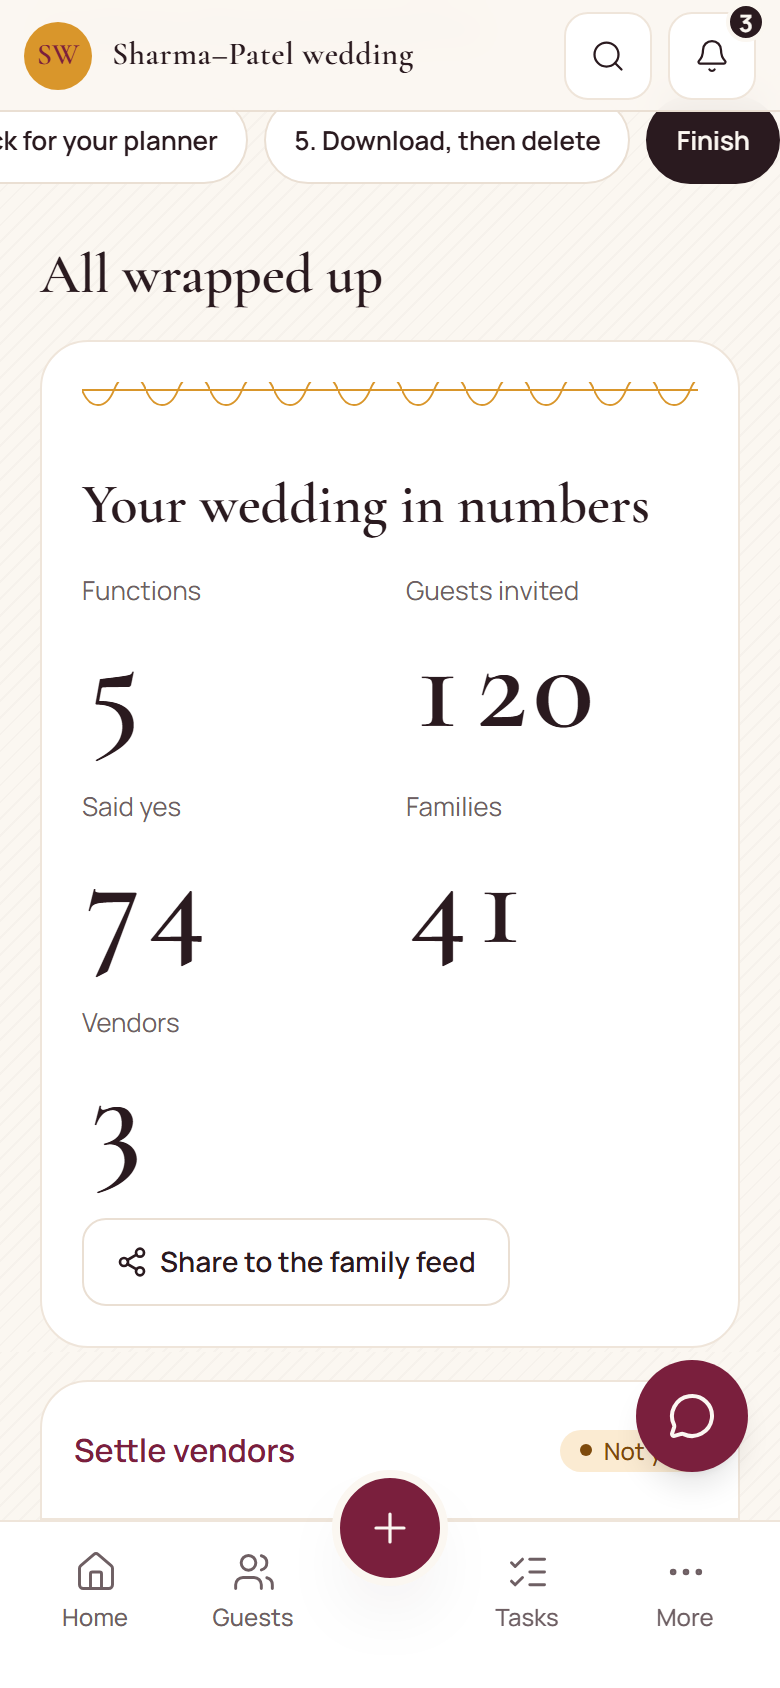 SW
Sharma–Patel wedding
3
ck for your planner
5. Download, then delete
Finish
All wrapped up
Your wedding in numbers
Functions
Guests invited
5
120
Said yes
Families
74
41
Vendors
3
Share to the family feed
Settle vendors
Not
Home
Guests
Tasks
More